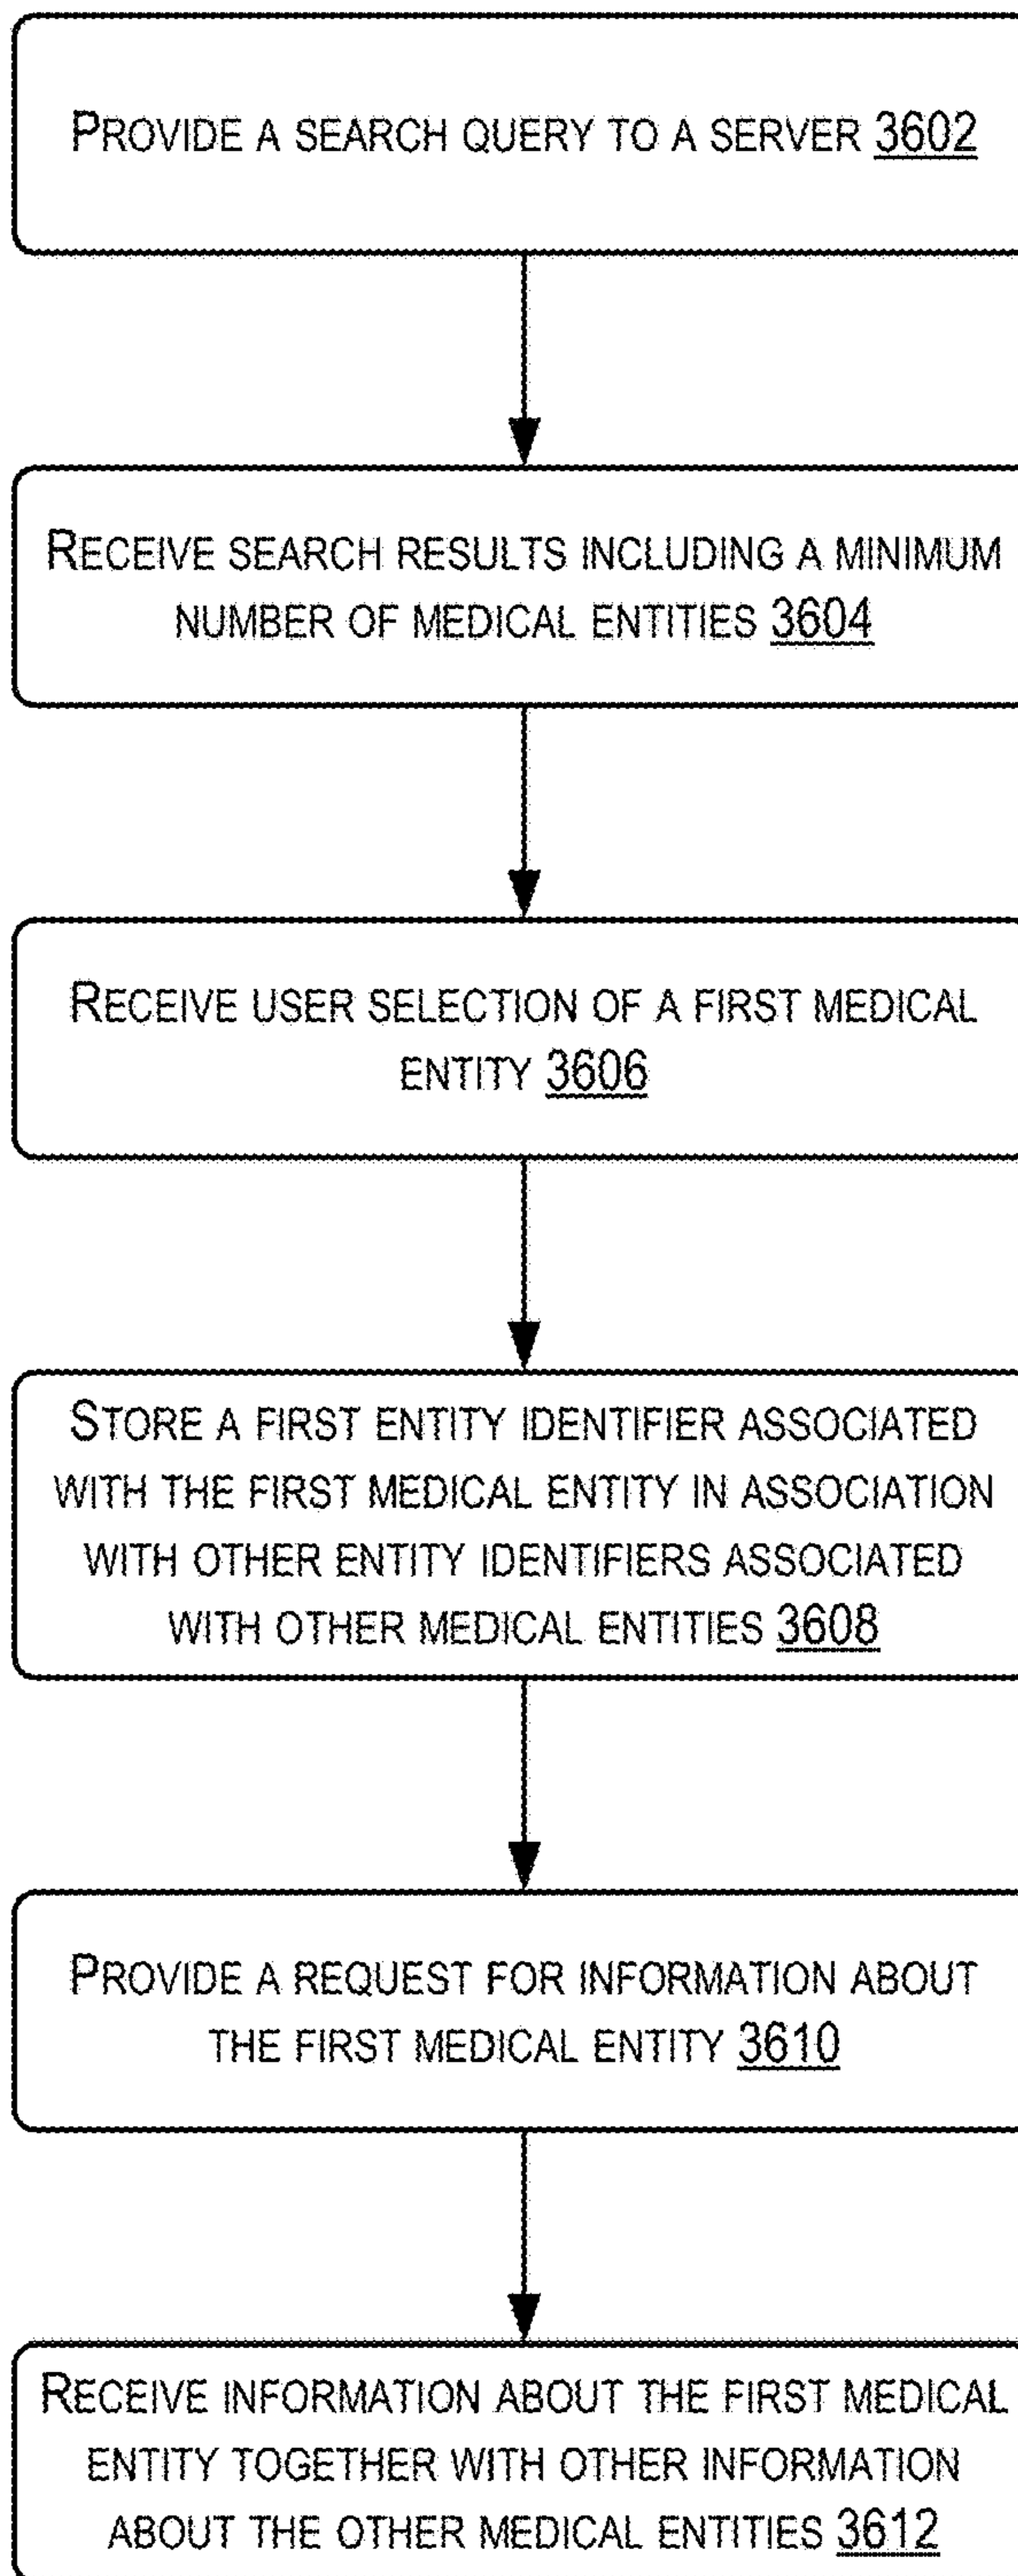 PROVIDE A SEARCH QUERY TO A SERVER 3602
RECEIVE SEARCH RESULTS INCLUDING A MINIMUM
NUMBER OF MEDICAL ENTITIES 3604
RECEIVE USER SELECTION OF A FIRST MEDICAL
ENTITY 3606
STORE A FIRST ENTITY IDENTIFIER ASSOCIATED
WITH THE FIRST MEDICAL ENTITY IN ASSOCIATION
WITH OTHER ENTITY IDENTIFIERS ASSOCIATED
WITH OTHER MEDICAL ENTITIES 3608
PROVIDE A REQUEST FOR INFORMATION ABOUT
THE FIRST MEDICAL ENTITY 3610
RECEIVE INFORMATION ABOUT THE FIRST MEDICAL
ENTITY TOGETHER WITH OTHER INFORMATION
ABOUT THE OTHER MEDICAL ENTITIES 3612